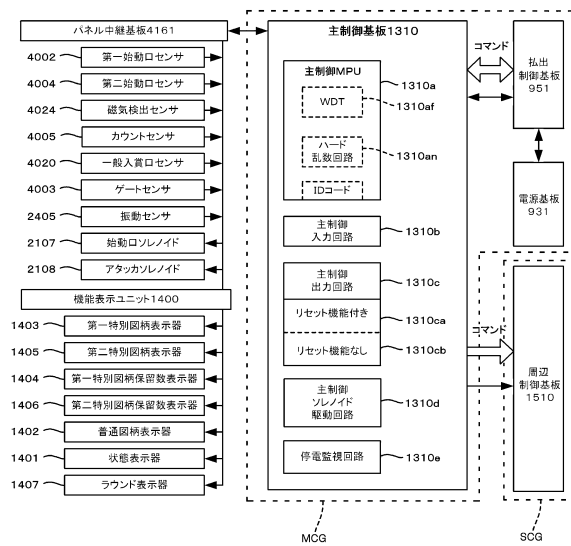 パネル中継基板4161
4002 第一始動口センサ
4004 第二始動口センサ
4024 磁気検出センサ
4005 カウントセンサ
4020 一般入賞口センサ
4003 ゲートセンサ
2405 振動センサ
2107 始動口ソレノイド
2108 アタッカソレノイド
機能表示ユニット1400
1403 第一特別図柄表示器
1405 第二特別図柄表示器
1404 第一特別図柄保留数表示器
1406 第二特別図柄保留数表示器
1402 普通図柄表示器
1401 状態表示器
1407 ラウンド表示器
主制御基板1310
主制御MPU
1310a
WDT
1310af
ハード
乱数回路
1310an
IDコード
主制御
入力回路
1310b
主制御
出力回路
1310c
リセット機能付き
1310ca
リセット機能なし
1310cb
主制御
ソレノイド
駆動回路
1310d
停電監視回路
1310e
MCG
コマンド
払出
制御基板
951
電源基板
931
コマンド
周辺
制御基板
1510
SCG